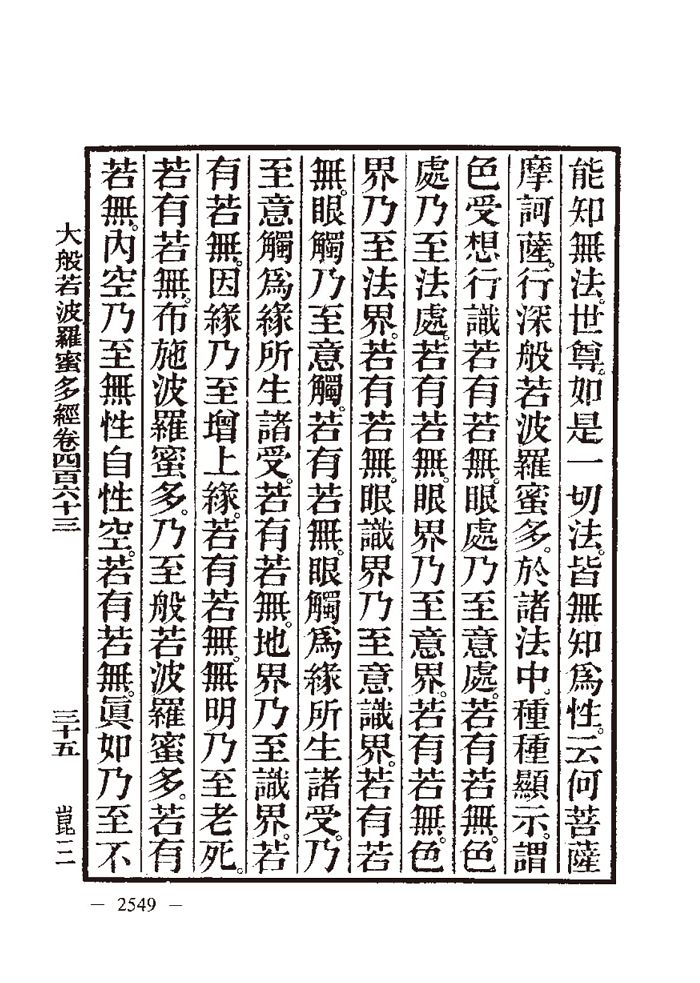 能知無法。世尊。如是一切法。皆無知爲性。云何菩薩
摩訶薩。行深般若波羅蜜多。於諸法中。種種顯示。謂
色受想行識若有若無。眼處乃至意處。若有若無。色
處乃至法處。若有若無。眼界乃至意界。若有若無。色
界乃至法界。若有若無。眼識界乃至意識界。若有若
無。眼觸乃至意觸。若有若無。眼觸爲緣所生諸受。乃
至意觸爲緣所生諸受。若有若無。地界乃至識界。若
有若無。因緣乃至增上緣。若有若無。無明乃至老死。
若有若無。布施波羅蜜多。乃至般若波羅蜜多。若有
若無。內空乃至無性自性空。若有若無。眞如乃至不
大般若波羅蜜多經卷四百六十三 三十五 崑三
— 2549 —